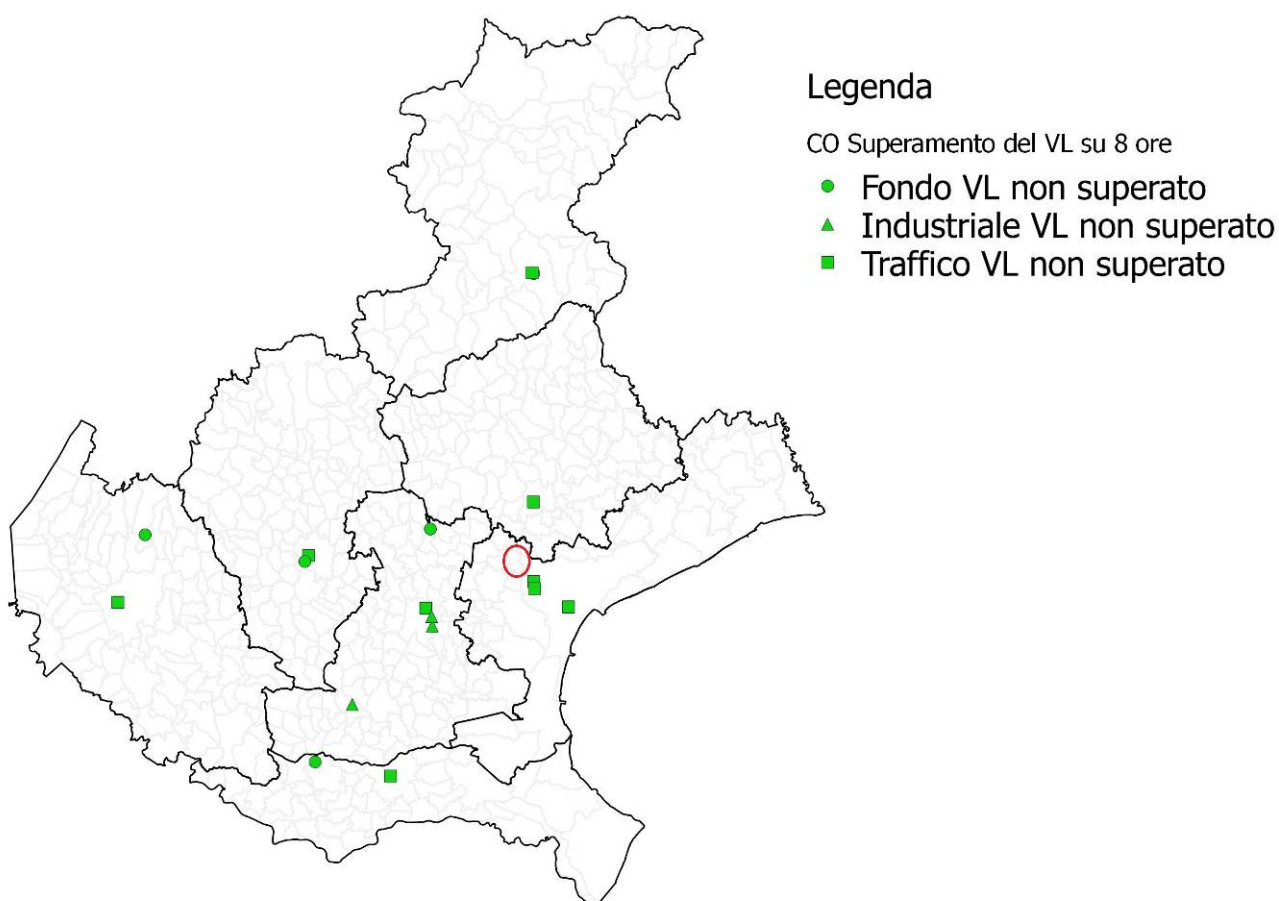 Legenda
CO Superamento del VL su 8 ore
Fondo VL non superato
Industriale VL non superato
Traffico VL non superato